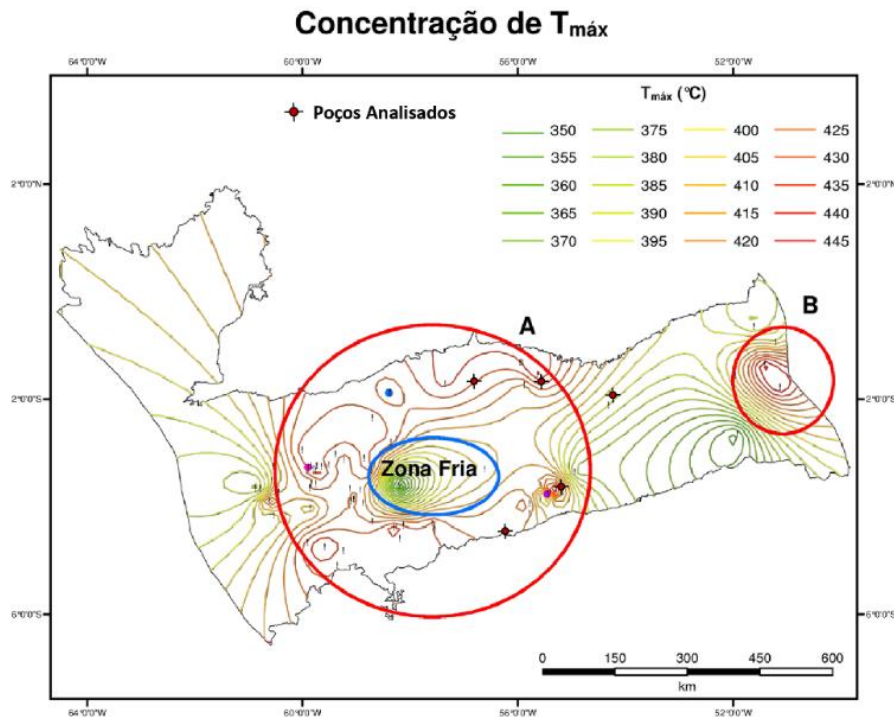 Concentração de Tmáx
64°0'0"W 60°0'0"W 56°0'0"W 52°0'0"W
Poços Analisados
Tmáx (°C)
350 375 400 425
355 380 405 430
360 385 410 435
365 390 415 440
370 395 420 445
2°0'0"N 2°0'0"N
B
A
2°0'0"S 2°0'0"S
Zona Fria
6°0'0"S 6°0'0"S
0 150 300 450 600
km
64°0'0"W 60°0'0"W 56°0'0"W 52°0'0"W